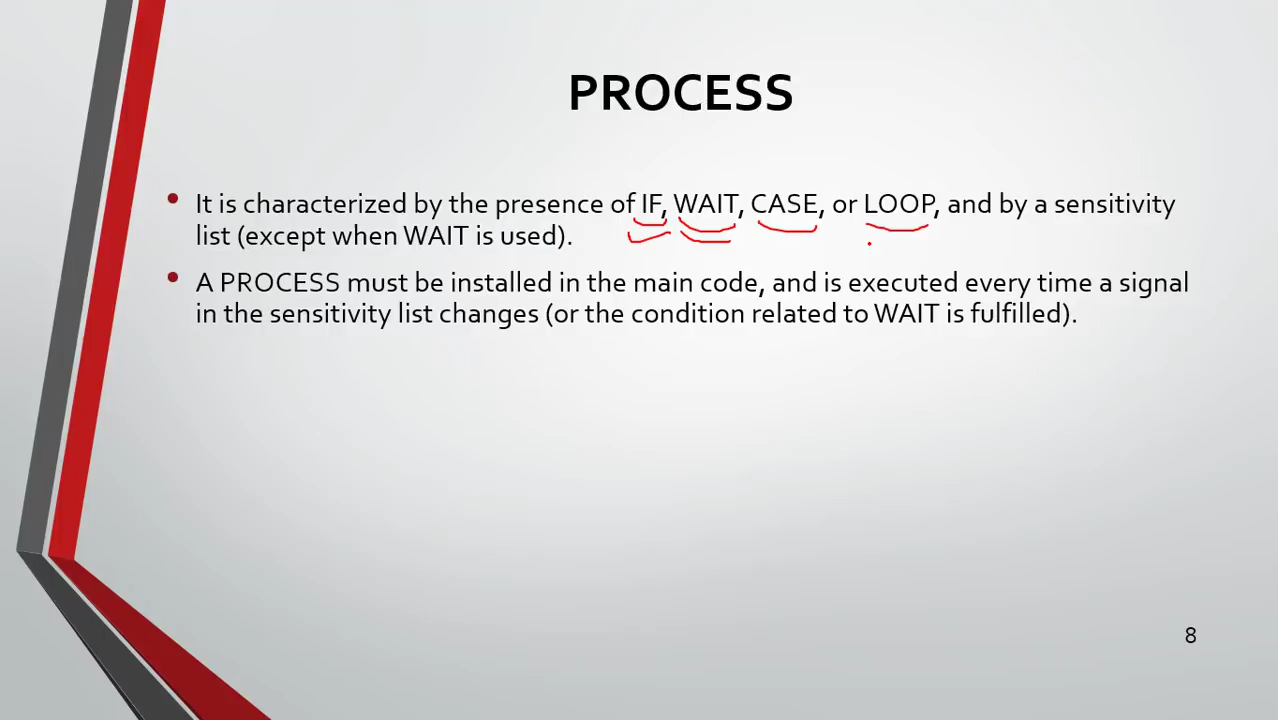 PROCESS
• It is characterized by the presence of IF, WAIT, CASE, or LOOP, and by a sensitivity
list (except when WAIT is used).
• A PROCESS must be installed in the main code, and is executed every time a signal
in the sensitivity list changes (or the condition related to WAIT is fulfilled).
8